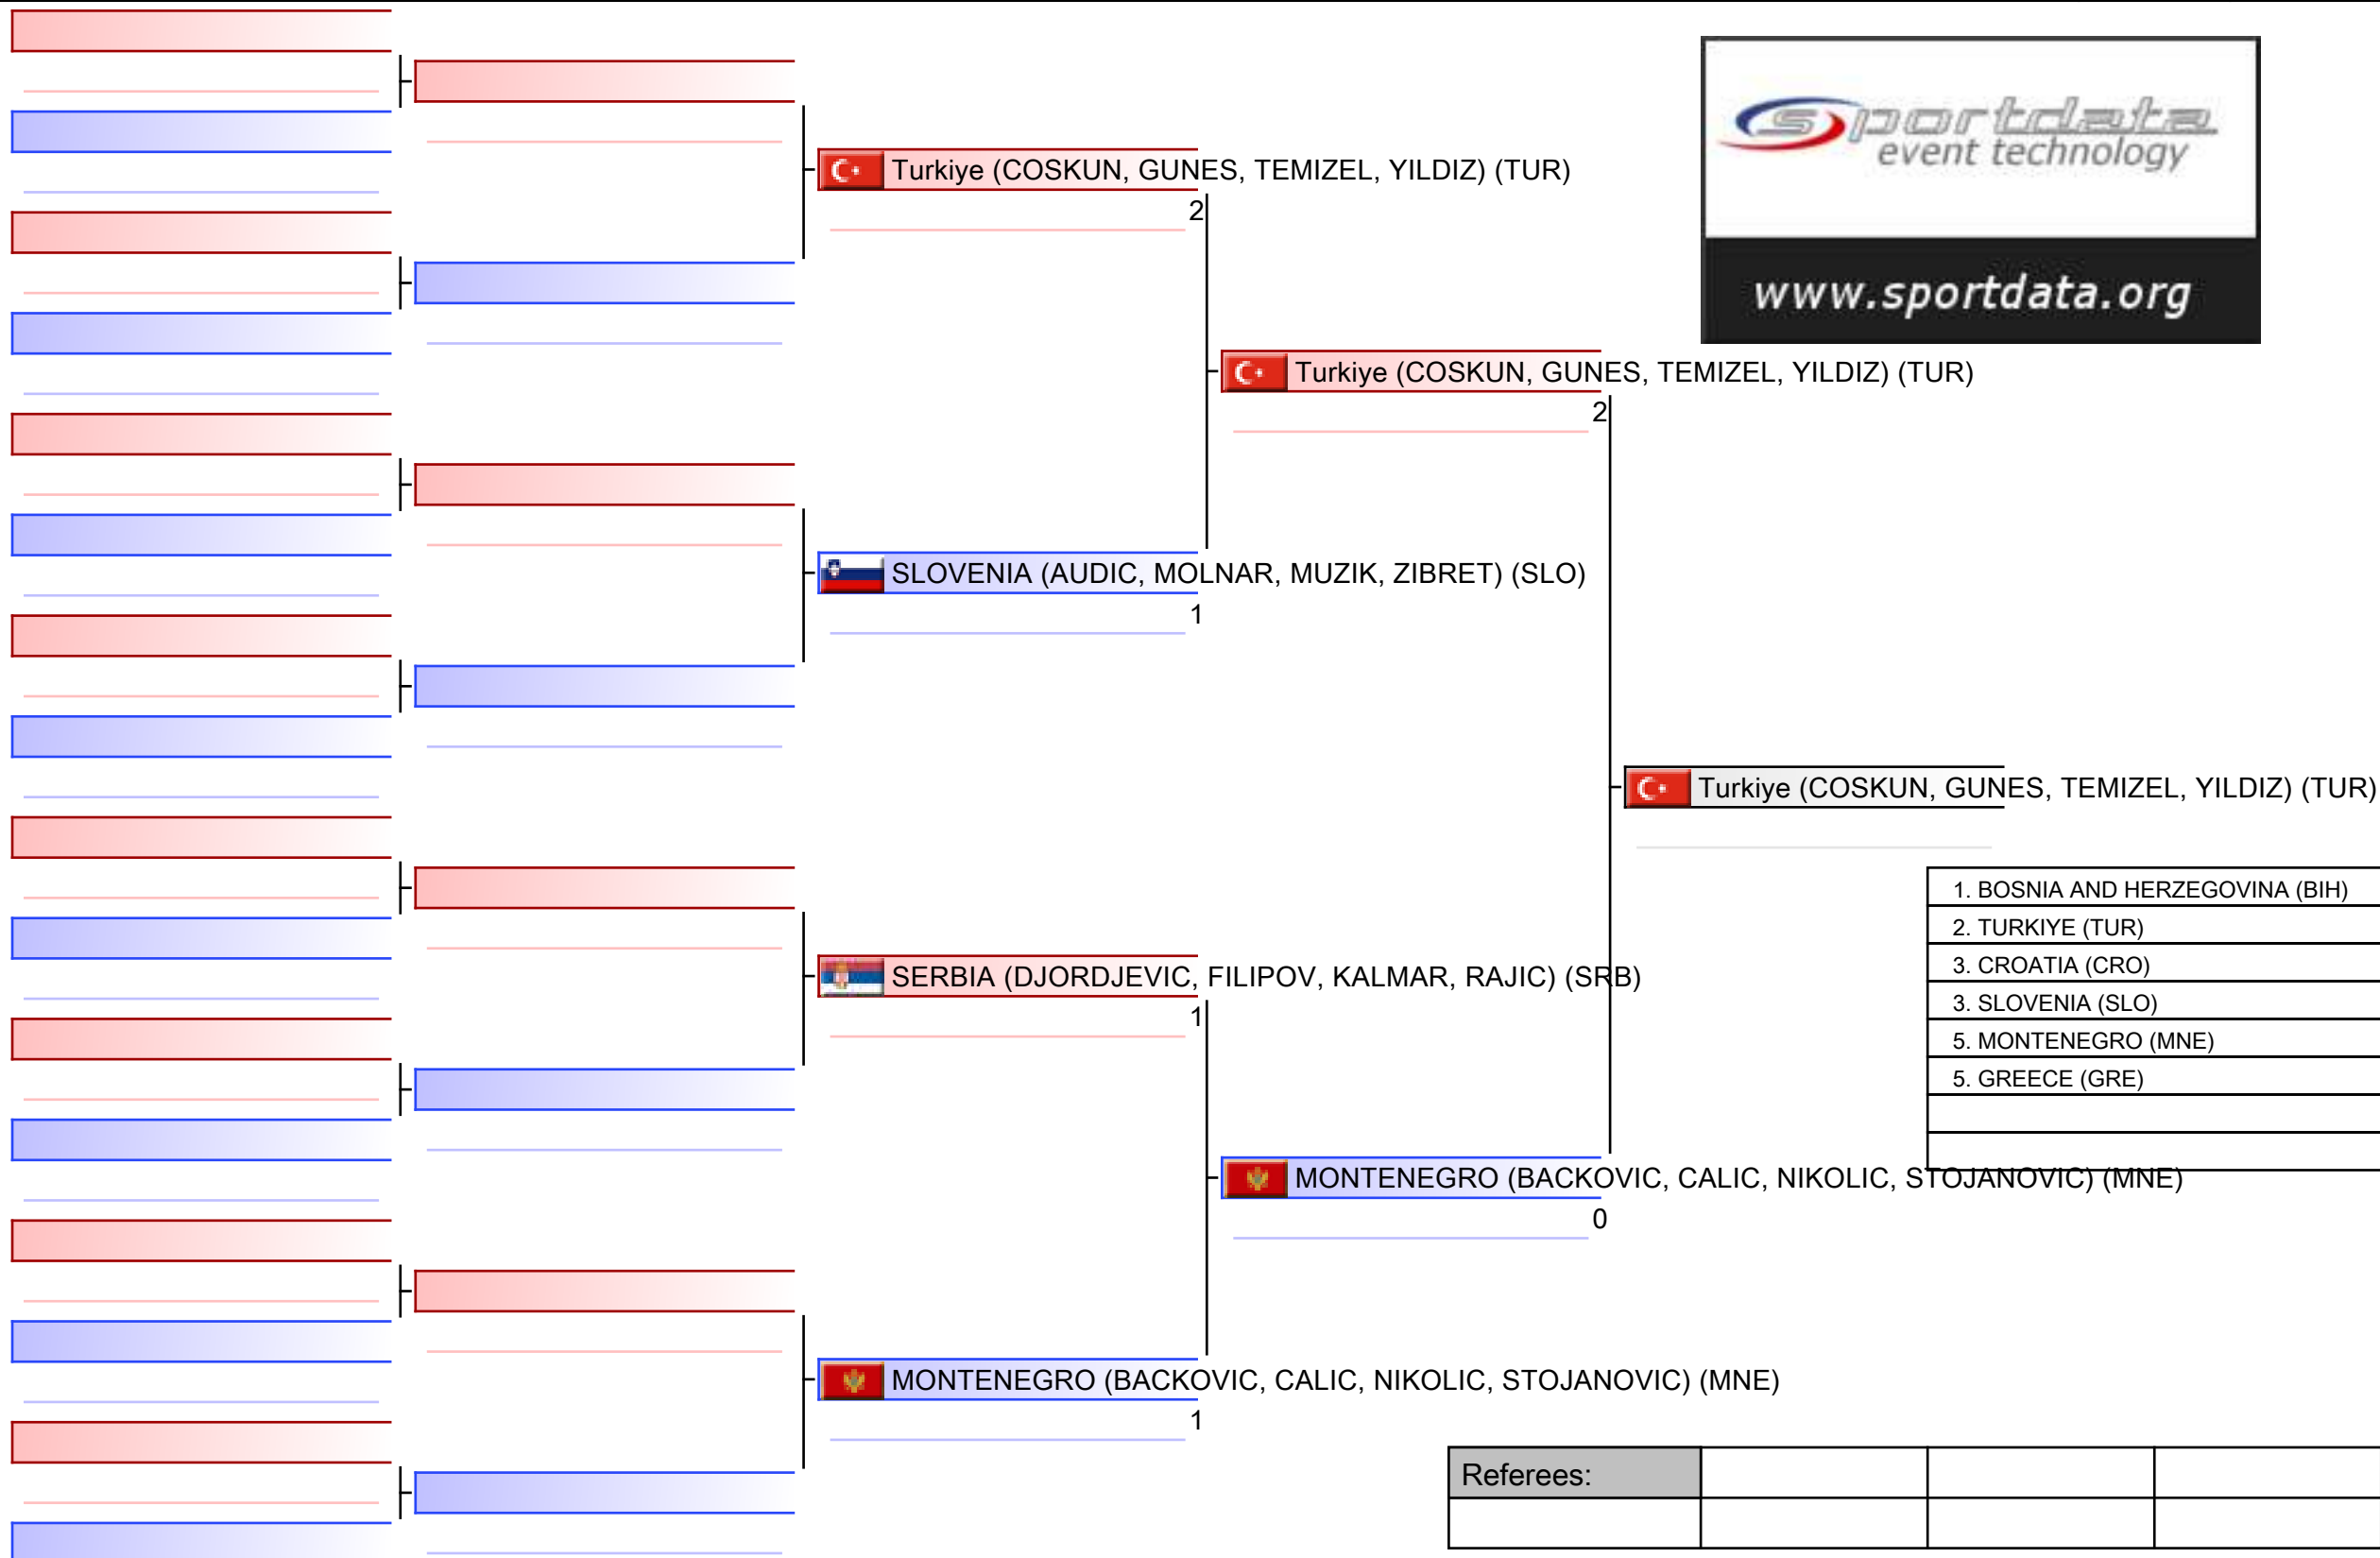 sportdata
event technology
www.sportdata.org
Turkiye (COSKUN, GUNES, TEMIZEL, YILDIZ) (TUR)
2
Turkiye (COSKUN, GUNES, TEMIZEL, YILDIZ) (TUR)
2
SLOVENIA (AUDIC, MOLNAR, MUZIK, ZIBRET) (SLO)
1
Turkiye (COSKUN, GUNES, TEMIZEL, YILDIZ) (TUR)
1. BOSNIA AND HERZEGOVINA (BIH)
2. TURKIYE (TUR)
3. CROATIA (CRO)
3. SLOVENIA (SLO)
5. MONTENEGRO (MNE)
5. GREECE (GRE)
SERBIA (DJORDJEVIC, FILIPOV, KALMAR, RAJIC) (SRB)
1
MONTENEGRO (BACKOVIC, CALIC, NIKOLIC, STOJANOVIC) (MNE)
0
MONTENEGRO (BACKOVIC, CALIC, NIKOLIC, STOJANOVIC) (MNE)
1
Referees: